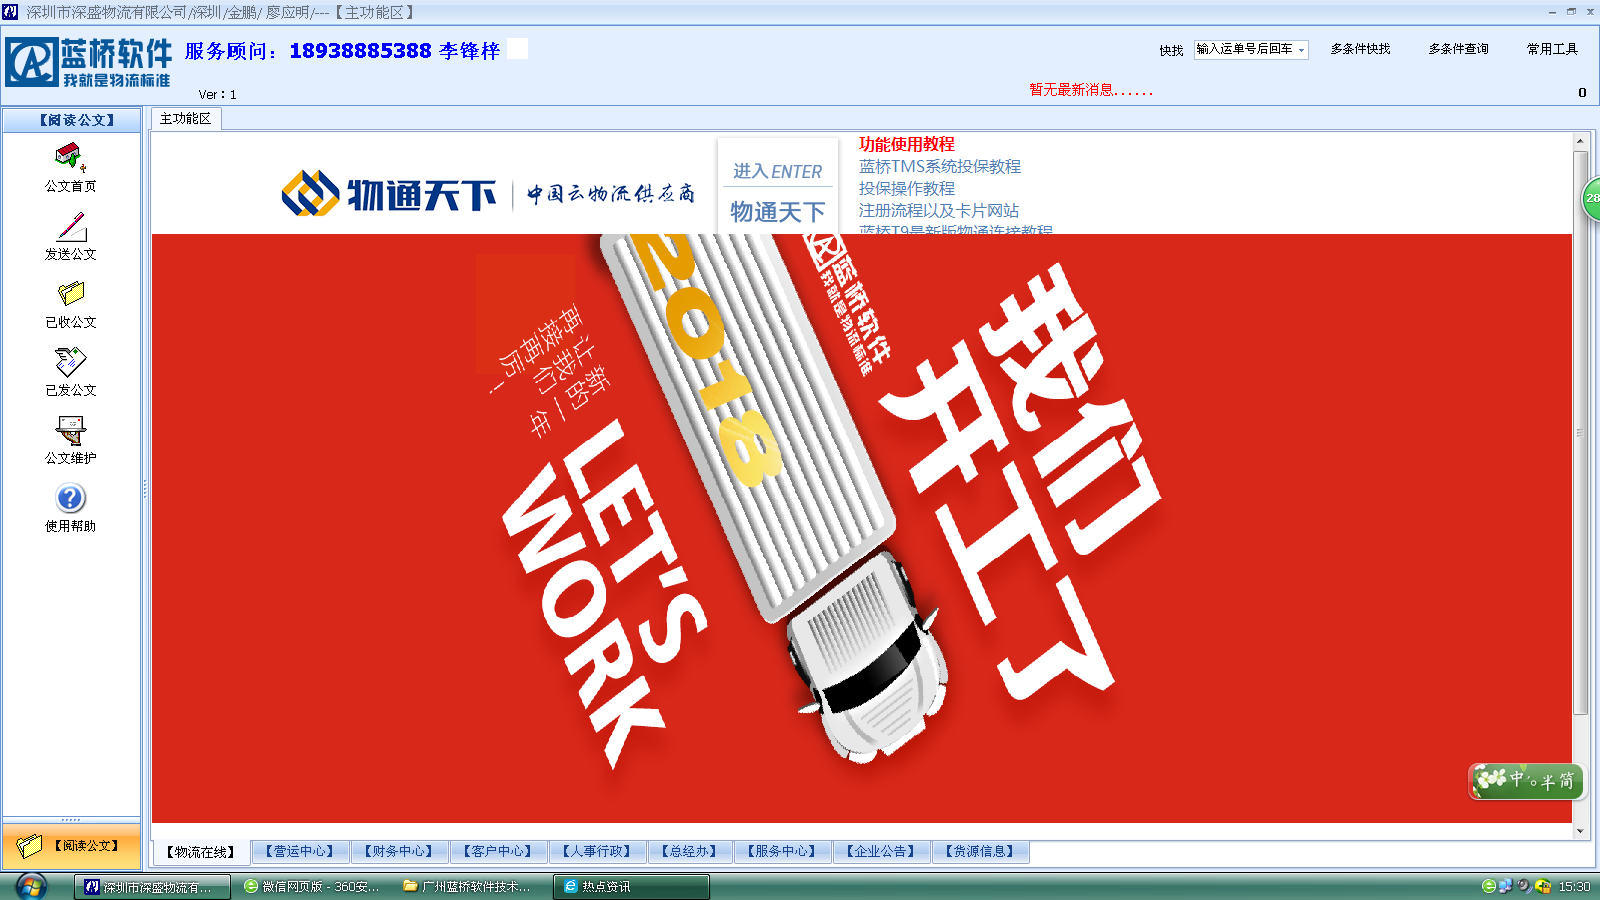 深圳市深盛物流有限公司/深圳/金鹏/ 廖应明/---【主功能区】
蓝桥软件
我就是物流标准
服务顾问：18938885388 李锋梓
Ver：1
快找
输入运单号后回车
多条件快找
多条件查询
常用工具
暂无最新消息......
0
【阅读公文】
公文首页
发送公文
已收公文
已发公文
公文维护
使用帮助
【阅读公文】
主功能区
物通天下
中国云物流供应商
进入 ENTER
物通天下
功能使用教程
蓝桥TMS系统投保教程
投保操作教程
注册流程以及卡片网站
蓝桥T9最新版物通连接教程
28
2018
蓝桥软件
我就是物流标准
我们
开工了
让我们
新的一年
再接再厉！
LET'S
WORK
中 半 简
【物流在线】
【营运中心】
【财务中心】
【客户中心】
【人事行政】
【总经办】
【服务中心】
【企业公告】
【货源信息】
深圳市深盛物流有...
微信网页版 - 360安...
广州蓝桥软件技术...
热点资讯
15:30